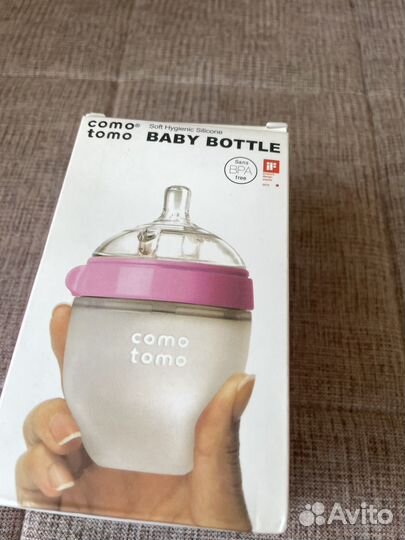 como®
tomo
Soft Hygienic Silicone
BABY BOTTLE
Sans
BPA
free
iF
como
tomo
Avito